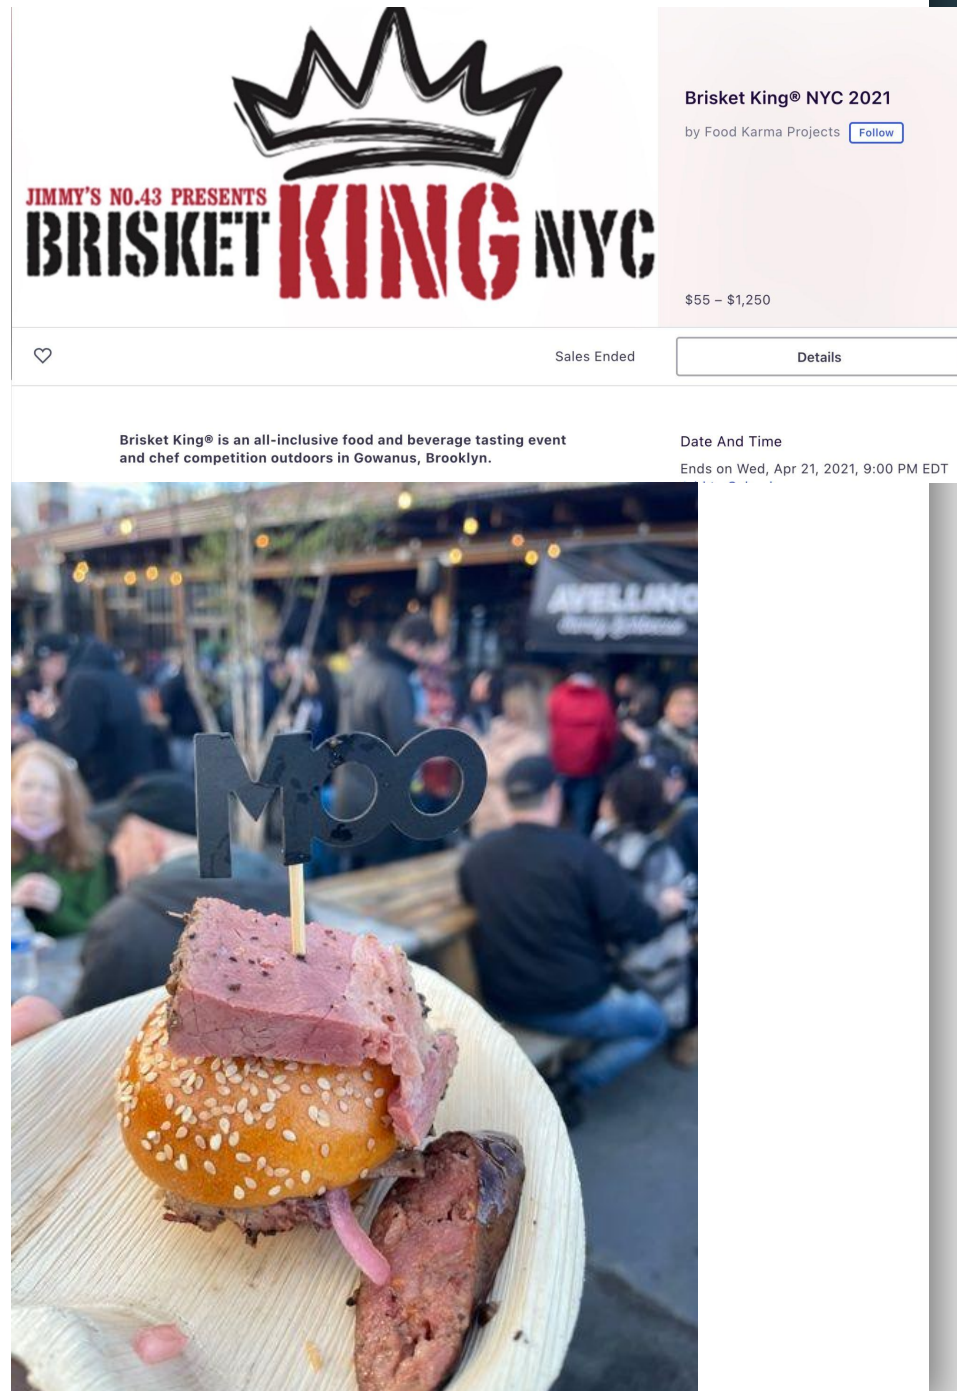 JIMMY'S NO.43 PRESENTS
BRISKET KING NYC
Brisket King® NYC 2021
by Food Karma Projects Follow
$55 – $1,250
Sales Ended
Details
Brisket King® is an all-inclusive food and beverage tasting event
and chef competition outdoors in Gowanus, Brooklyn.
Date And Time
Ends on Wed, Apr 21, 2021, 9:00 PM EDT
AVELLINO
MOO